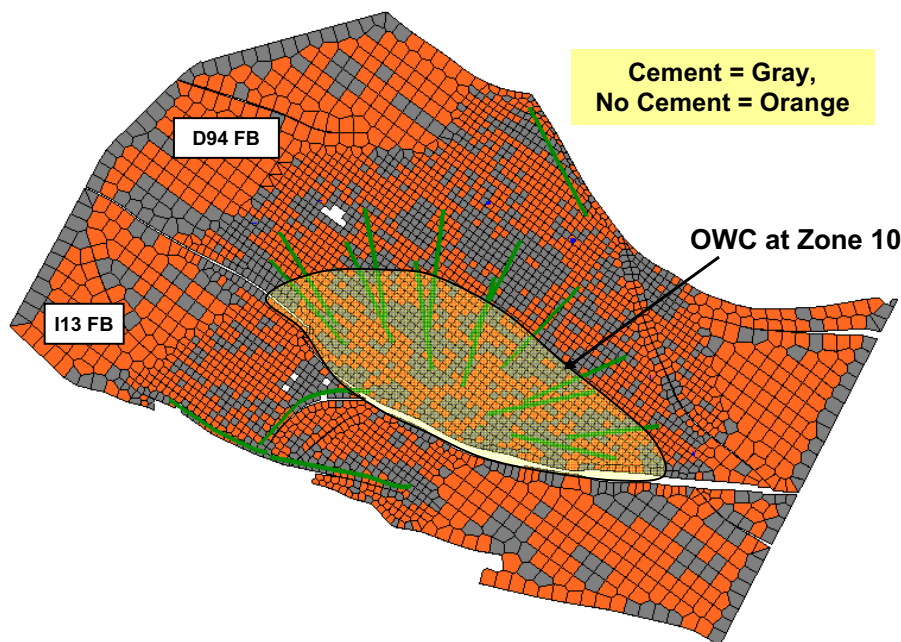 Cement = Gray,
No Cement = Orange
D94 FB
OWC at Zone 10
I13 FB